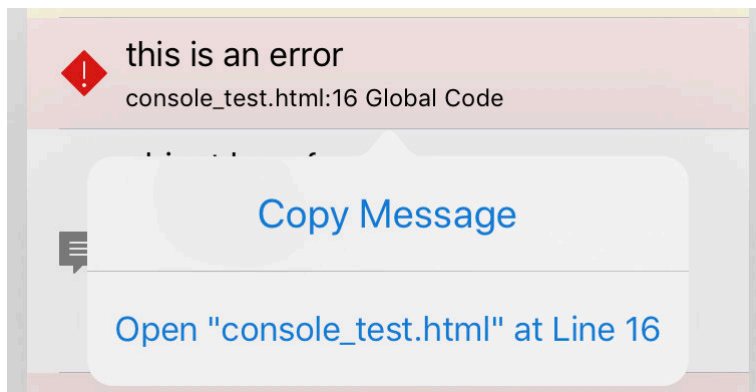 this is an error
console_test.html:16 Global Code
Copy Message
Open "console_test.html" at Line 16